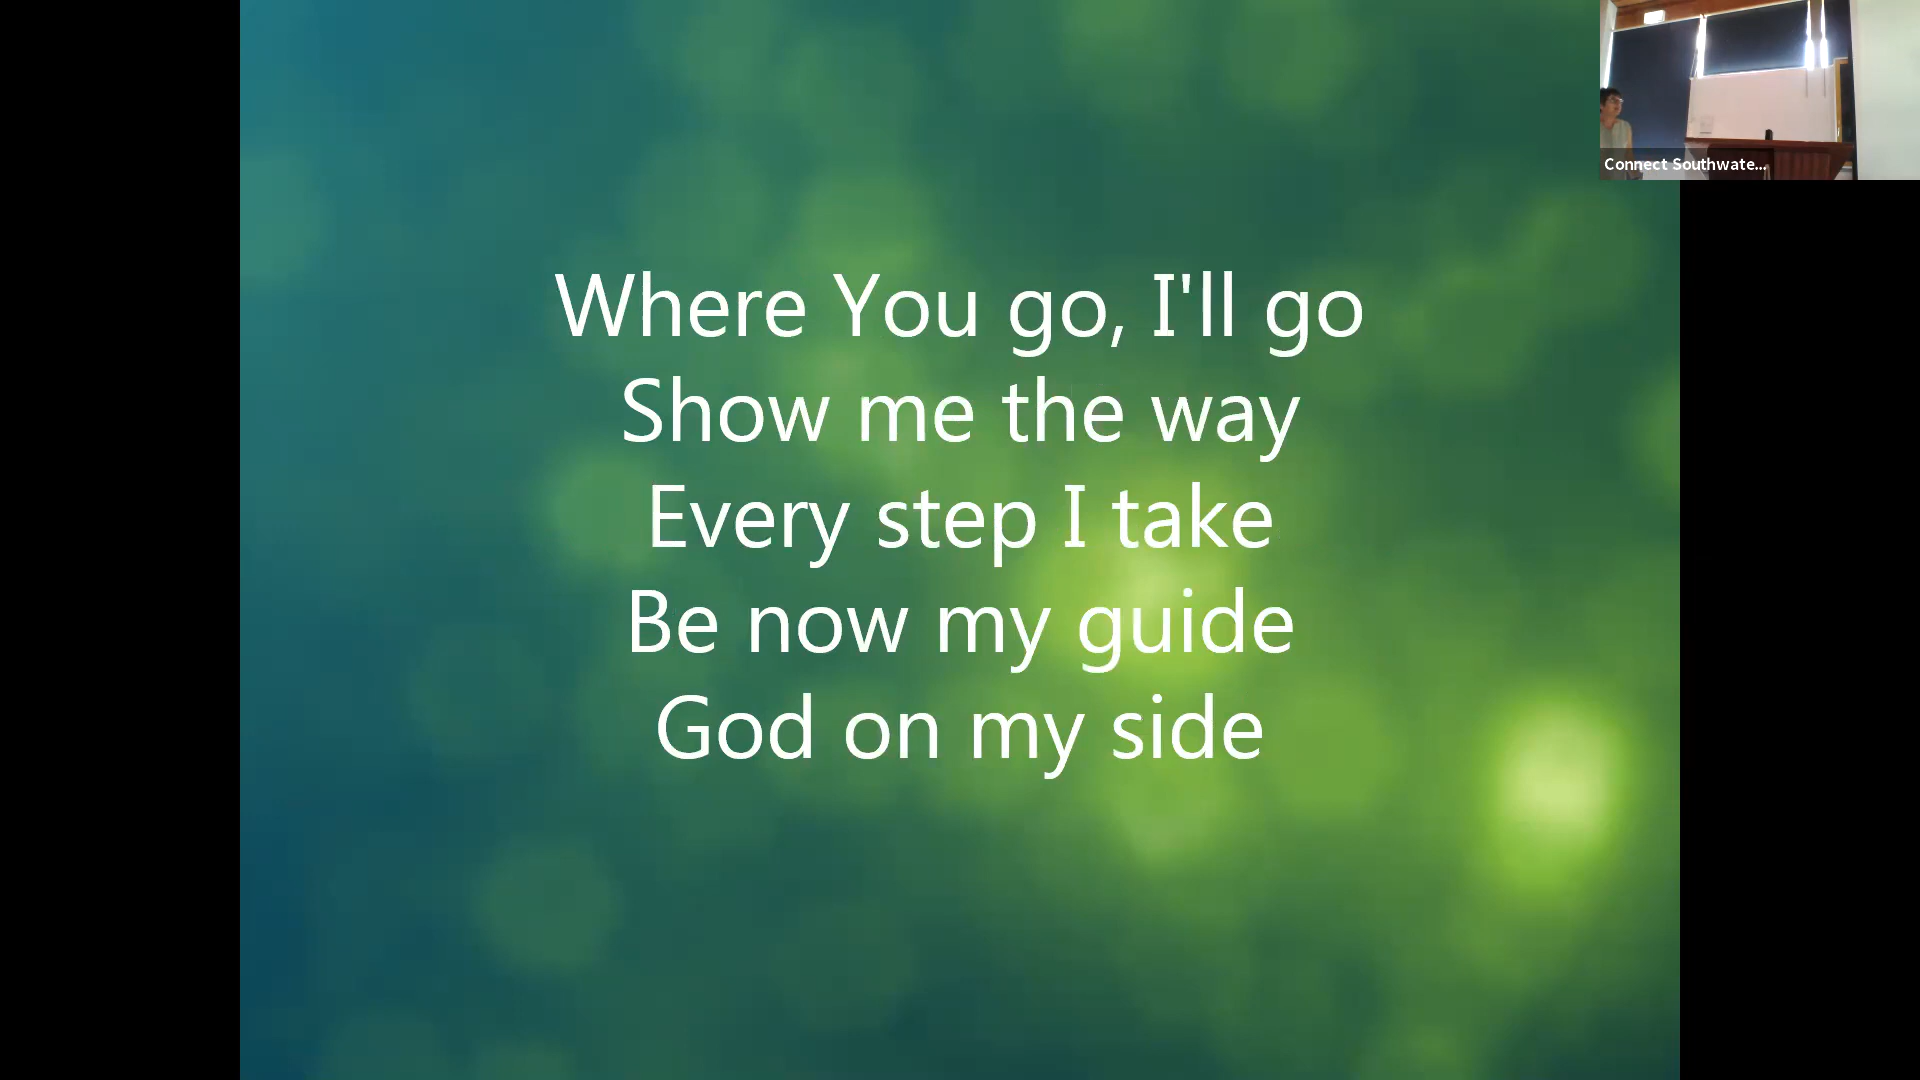 Where You go, I'll go
Show me the way
Every step I take
Be now my guide
God on my side
Connect Southwate...